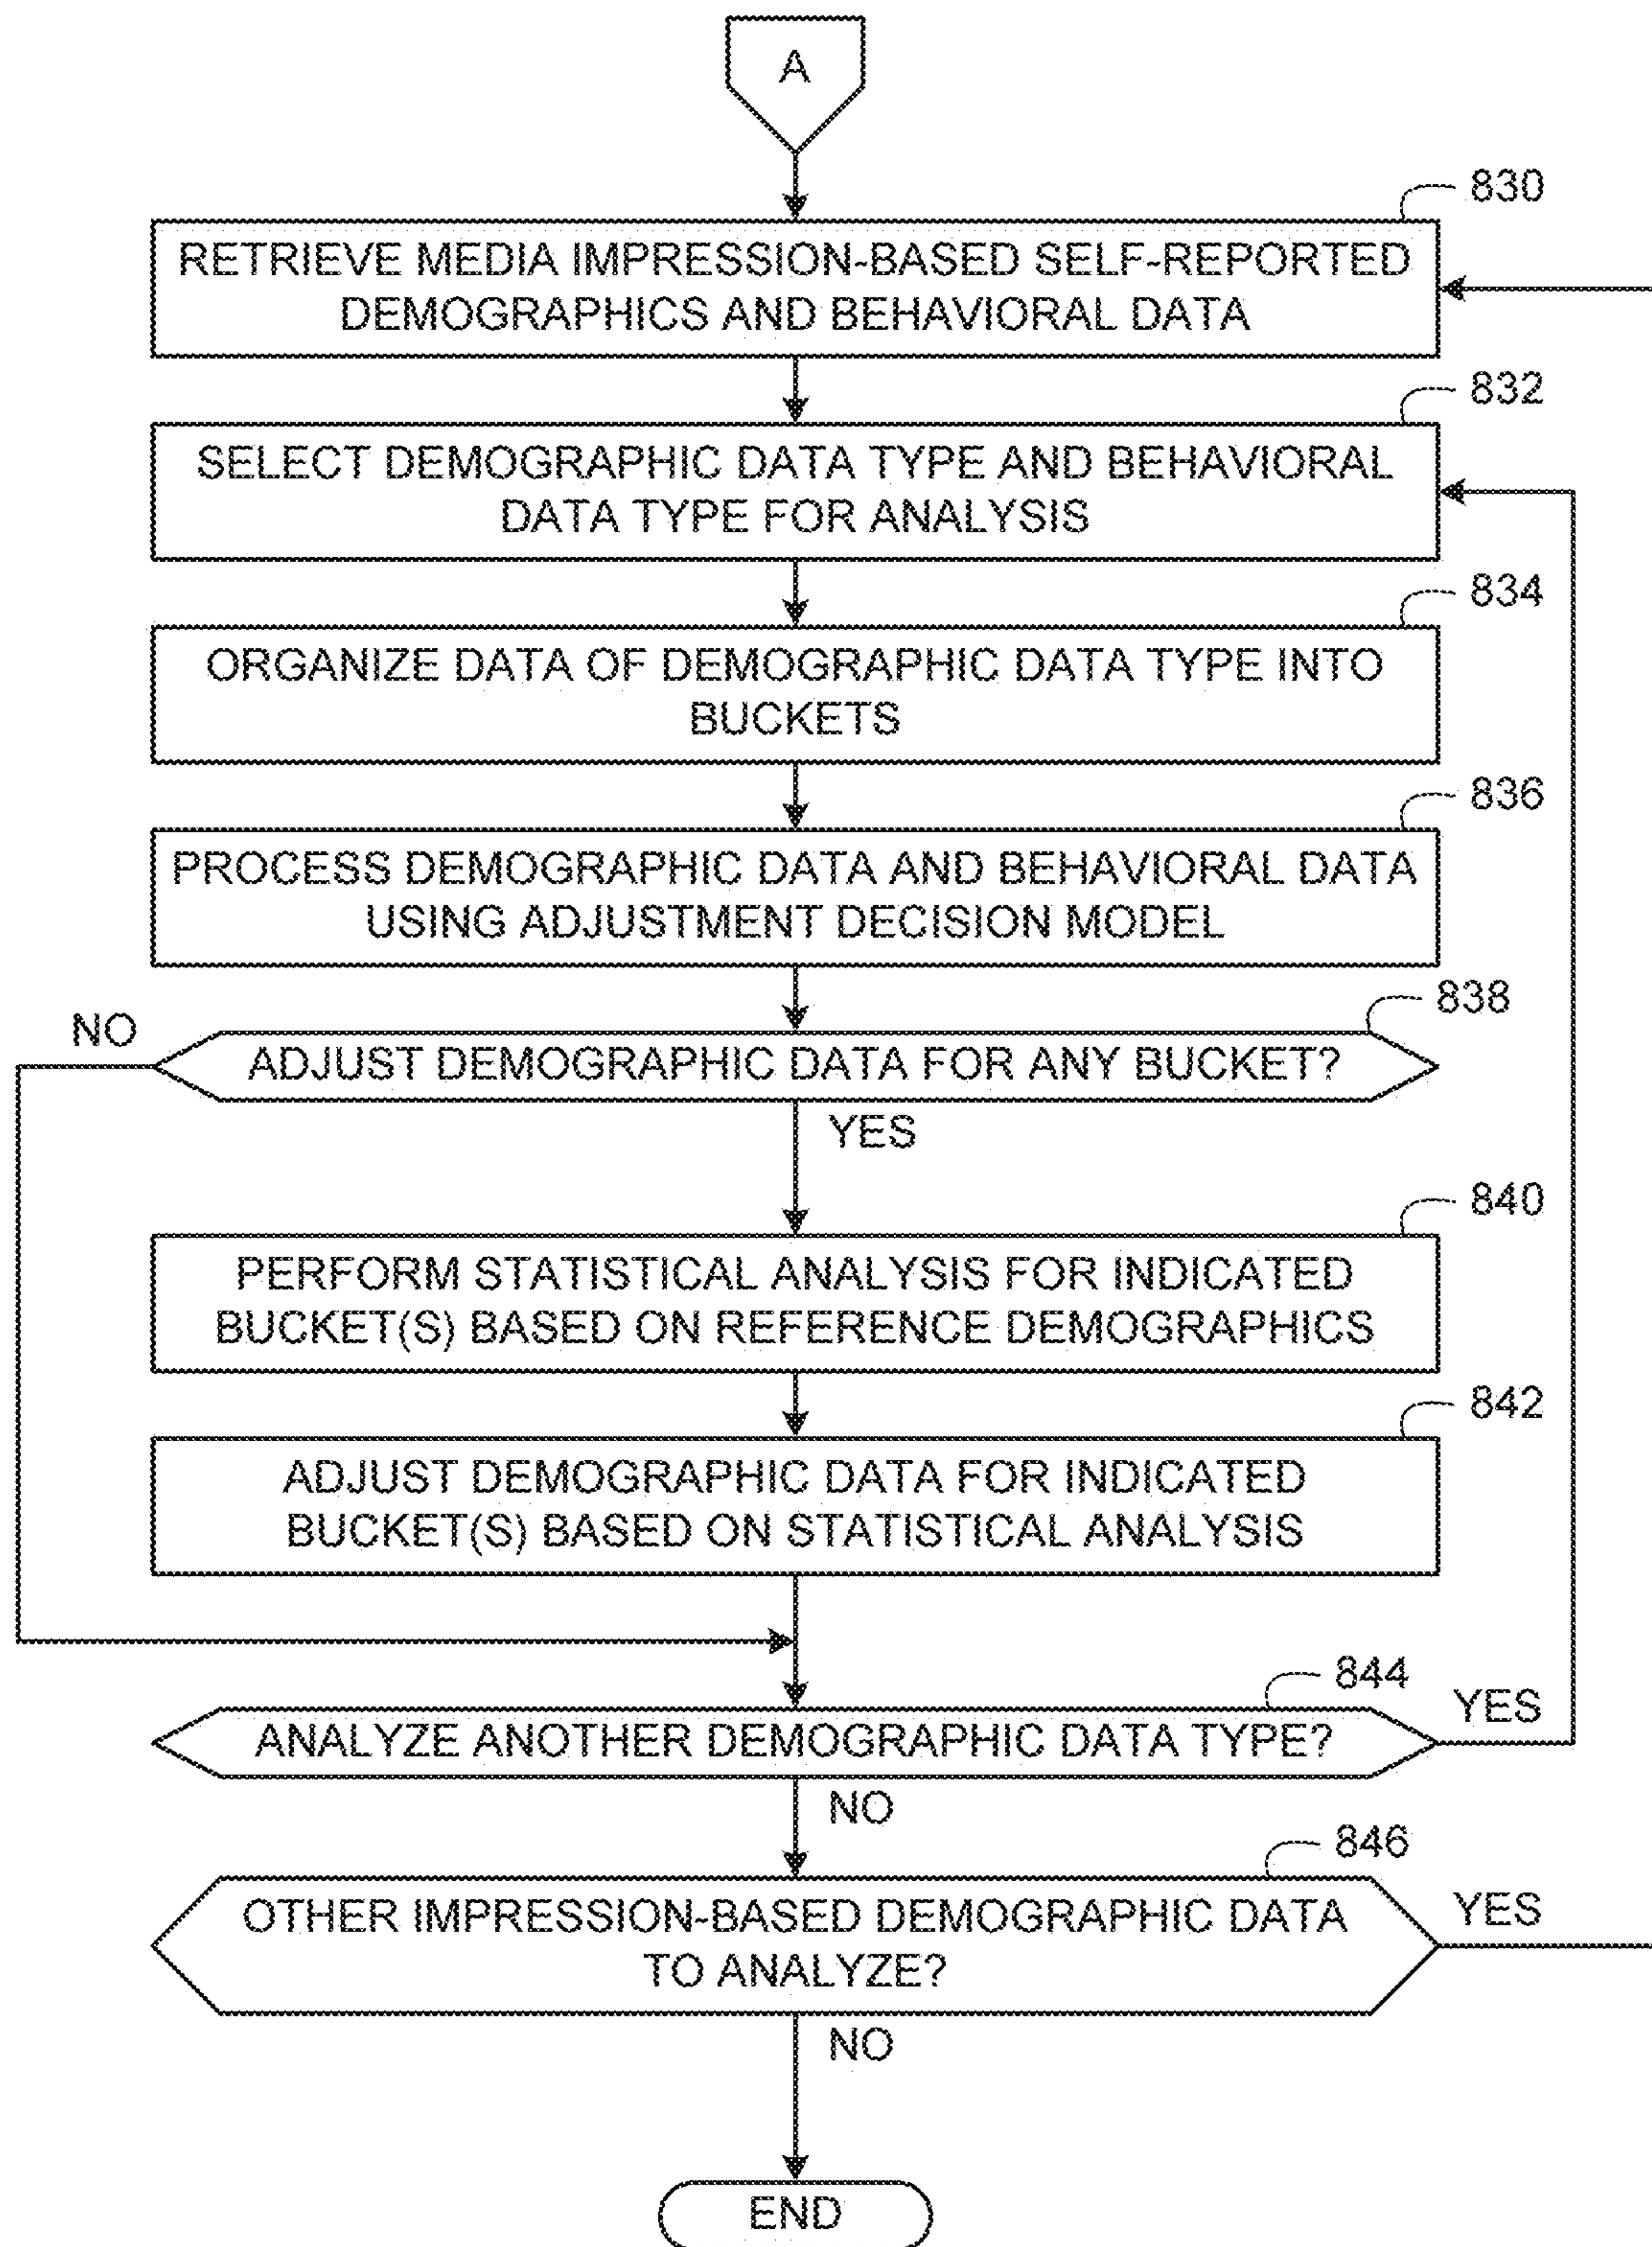 A
830
RETRIEVE MEDIA IMPRESSION-BASED SELF-REPORTED
DEMOGRAPHICS AND BEHAVIORAL DATA
832
SELECT DEMOGRAPHIC DATA TYPE AND BEHAVIORAL
DATA TYPE FOR ANALYSIS
834
ORGANIZE DATA OF DEMOGRAPHIC DATA TYPE INTO
BUCKETS
836
PROCESS DEMOGRAPHIC DATA AND BEHAVIORAL DATA
USING ADJUSTMENT DECISION MODEL
838
NO
ADJUST DEMOGRAPHIC DATA FOR ANY BUCKET?
YES
840
PERFORM STATISTICAL ANALYSIS FOR INDICATED
BUCKET(S) BASED ON REFERENCE DEMOGRAPHICS
842
ADJUST DEMOGRAPHIC DATA FOR INDICATED
BUCKET(S) BASED ON STATISTICAL ANALYSIS
844
YES
ANALYZE ANOTHER DEMOGRAPHIC DATA TYPE?
NO
846
OTHER IMPRESSION-BASED DEMOGRAPHIC DATA
TO ANALYZE?
YES
NO
END